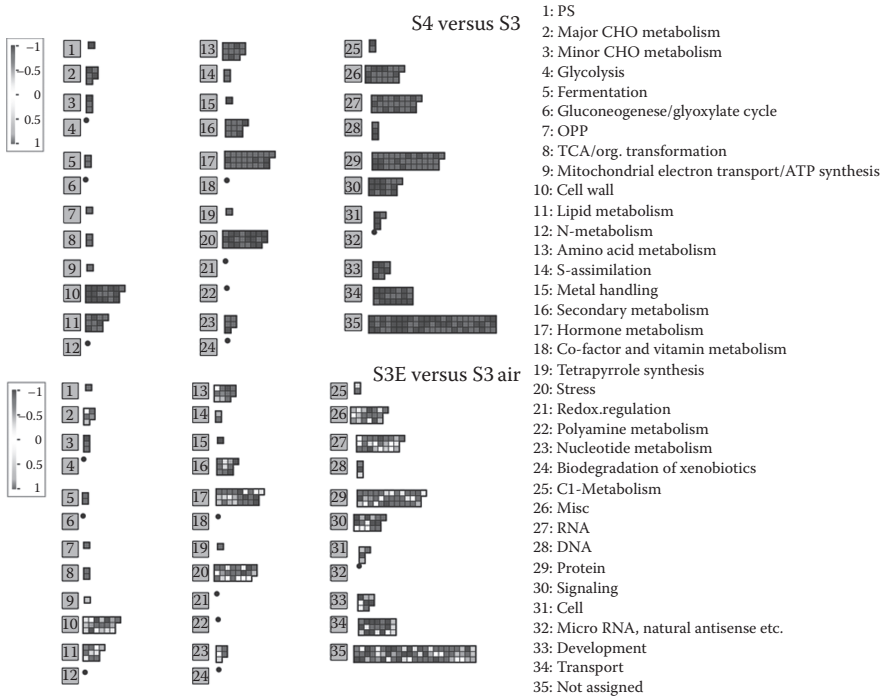 S4 versus S3
−1
−0.5
0
0.5
1
1
2
3
4
5
6
7
8
9
10
11
12
13
14
15
16
17
18
19
20
21
22
23
24
25
26
27
28
29
30
31
32
33
34
35
S3E versus S3 air
−1
−0.5
0
0.5
1
1
2
3
4
5
6
7
8
9
10
11
12
13
14
15
16
17
18
19
20
21
22
23
24
25
26
27
28
29
30
31
32
33
34
35
1: PS
2: Major CHO metabolism
3: Minor CHO metabolism
4: Glycolysis
5: Fermentation
6: Gluconeogenese/glyoxylate cycle
7: OPP
8: TCA/org. transformation
9: Mitochondrial electron transport/ATP synthesis
10: Cell wall
11: Lipid metabolism
12: N-metabolism
13: Amino acid metabolism
14: S-assimilation
15: Metal handling
16: Secondary metabolism
17: Hormone metabolism
18: Co-factor and vitamin metabolism
19: Tetrapyrrole synthesis
20: Stress
21: Redox.regulation
22: Polyamine metabolism
23: Nucleotide metabolism
24: Biodegradation of xenobiotics
25: C1-Metabolism
26: Misc
27: RNA
28: DNA
29: Protein
30: Signaling
31: Cell
32: Micro RNA, natural antisense etc.
33: Development
34: Transport
35: Not assigned